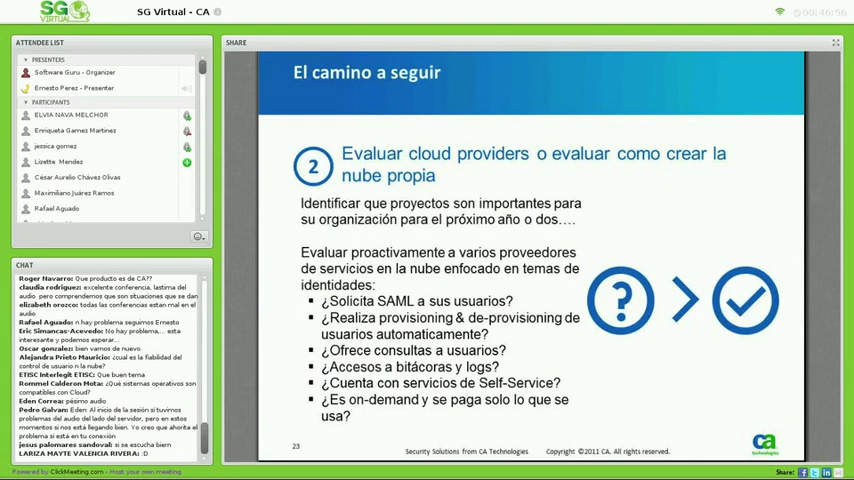 SG VIRTUAL
SG Virtual - CA
00:46:56
ATTENDEE LIST
PRESENTERS
Software Guru - Organizer
Ernesto Perez - Presenter
PARTICIPANTS
ELVIA NAVA MELCHOR
Enriqueta Gamez Martinez
jessica gomez
Lizette Mendez
César Aurelio Chávez Olivas
Maximiliano Juárez Ramos
Rafael Aguado
CHAT
Roger Navarro: Que producto es de CA??
claudia rodriguez: excelente conferencia, lastima del
audio pero comprendemos que son situaciones que se dan
elizabeth orozco: todas las conferencias estan mal en el
audio
Rafael Aguado: n hay problema seguimos Ernesto
Eric Simancas-Acevedo: No hay problema,... esta
interesante y podemos esperar...
Oscar gonzalez: bien vamos de nuevo
Alejandra Prieto Mauricio: ¿cual es la fiabilidad del
control de usuario n la nube?
ETISC Interlegit ETISC: Que buen tema
Rommel Calderon Mota: ¿Qué sistemas operativos son
compatibles con Cloud?
Eden Correa: pésimo audio
Pedro Galvan: Eden: Al inicio de la sesión si tuvimos
problemas del audio del lado del servidor, pero en estos
momentos si nos está llegando bien. Yo creo que ahorita el
problema si está en tu conexión
jesus palomares sandoval: si se escucha biern
LARIZA MAYTE VALENCIA RIVERA: :D
SHARE
El camino a seguir
2
Evaluar cloud providers o evaluar como crear la
nube propia
Identificar que proyectos son importantes para
su organización para el próximo año o dos….
Evaluar proactivamente a varios proveedores
de servicios en la nube enfocado en temas de
identidades:
▪ ¿Solicita SAML a sus usuarios?
▪ ¿Realiza provisioning & de-provisioning de
usuarios automaticamente?
▪ ¿Ofrece consultas a usuarios?
▪ ¿Accesos a bitácoras y logs?
▪ ¿Cuenta con servicios de Self-Service?
▪ ¿Es on-demand y se paga solo lo que se
usa?
?
23
Security Solutions from CA Technologies
Copyright ©2011 CA. All rights reserved.
ca
technologies
Powered by ClickMeeting.com - Host your own meeting.
Share: